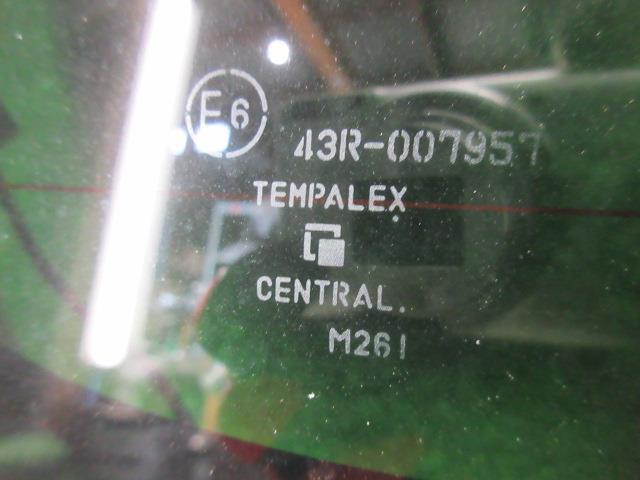 E6
43R-007957
TEMPALEX
CENTRAL.
M261